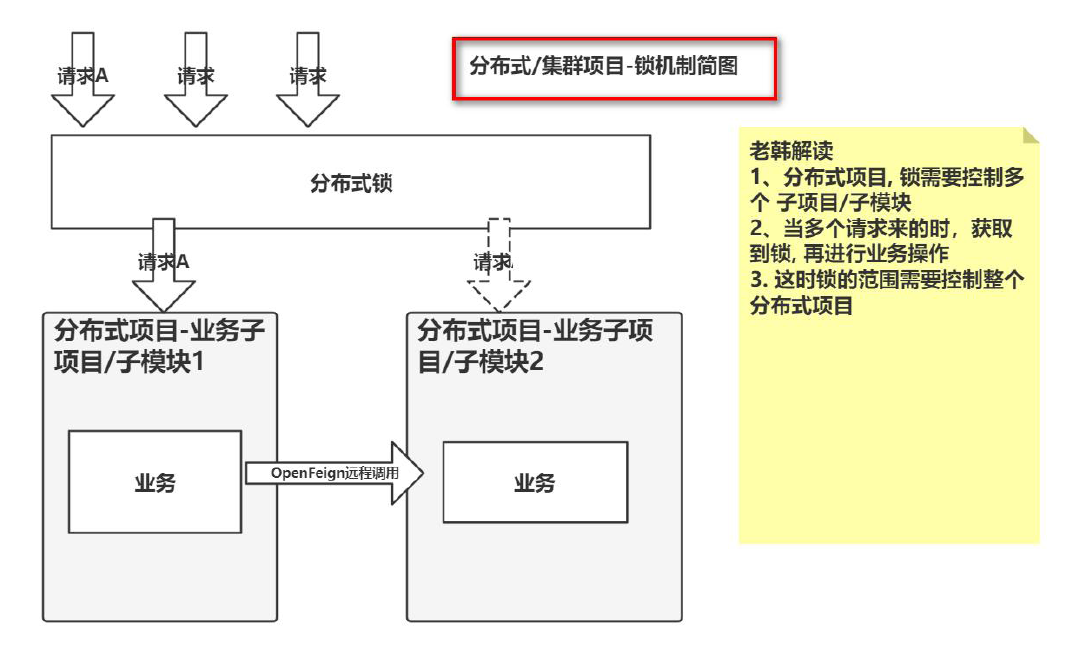 请求A
请求
请求
分布式/集群项目-锁机制简图
分布式锁
请求A
请求
分布式项目-业务子
项目/子模块1
业务
OpenFeign远程调用
分布式项目-业务子项
目/子模块2
业务
老韩解读
1、分布式项目, 锁需要控制多
个 子项目/子模块
2、当多个请求来的时，获取
到锁, 再进行业务操作
3. 这时锁的范围需要控制整个
分布式项目